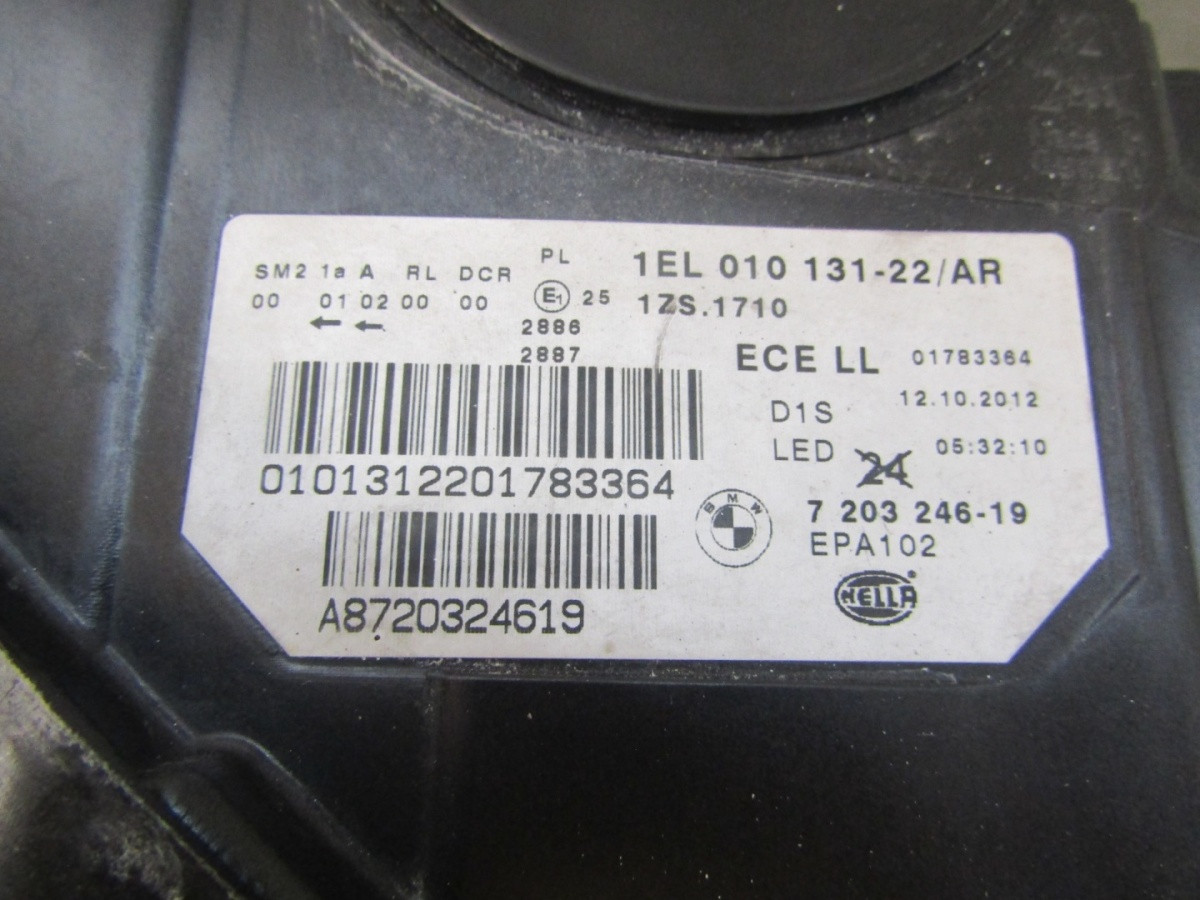 PL
SM2 1a A RL DCR
E1 25
00 01 02 00 00
2886
2887
1EL 010 131-22/AR
1ZS.1710
ECE LL 01783364
D1S 12.10.2012
LED 24 05:32:10
0101312201783364
BMW
7 203 246-19
EPA102
A8720324619
HELLA